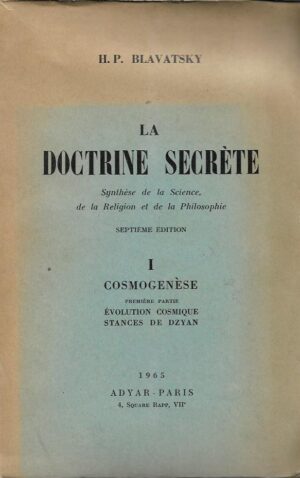 H. P. BLAVATSKY
LA
DOCTRINE SECRÈTE
Synthèse de la Science,
de la Religion et de la Philosophie
SEPTIÈME ÉDITION
I
COSMOGENÈSE
PREMIÈRE PARTIE
ÉVOLUTION COSMIQUE
STANCES DE DZYAN
1965
ADYAR - PARIS
4, Square Rapp, VIIe